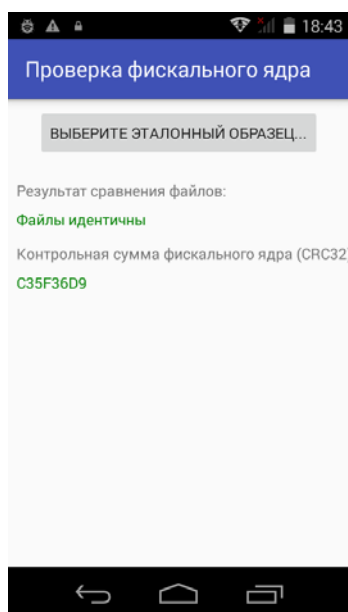 18:43
Проверка фискального ядра
ВЫБЕРИТЕ ЭТАЛОННЫЙ ОБРАЗЕЦ...
Результат сравнения файлов:
Файлы идентичны
Контрольная сумма фискального ядра (CRC32)
C35F36D9